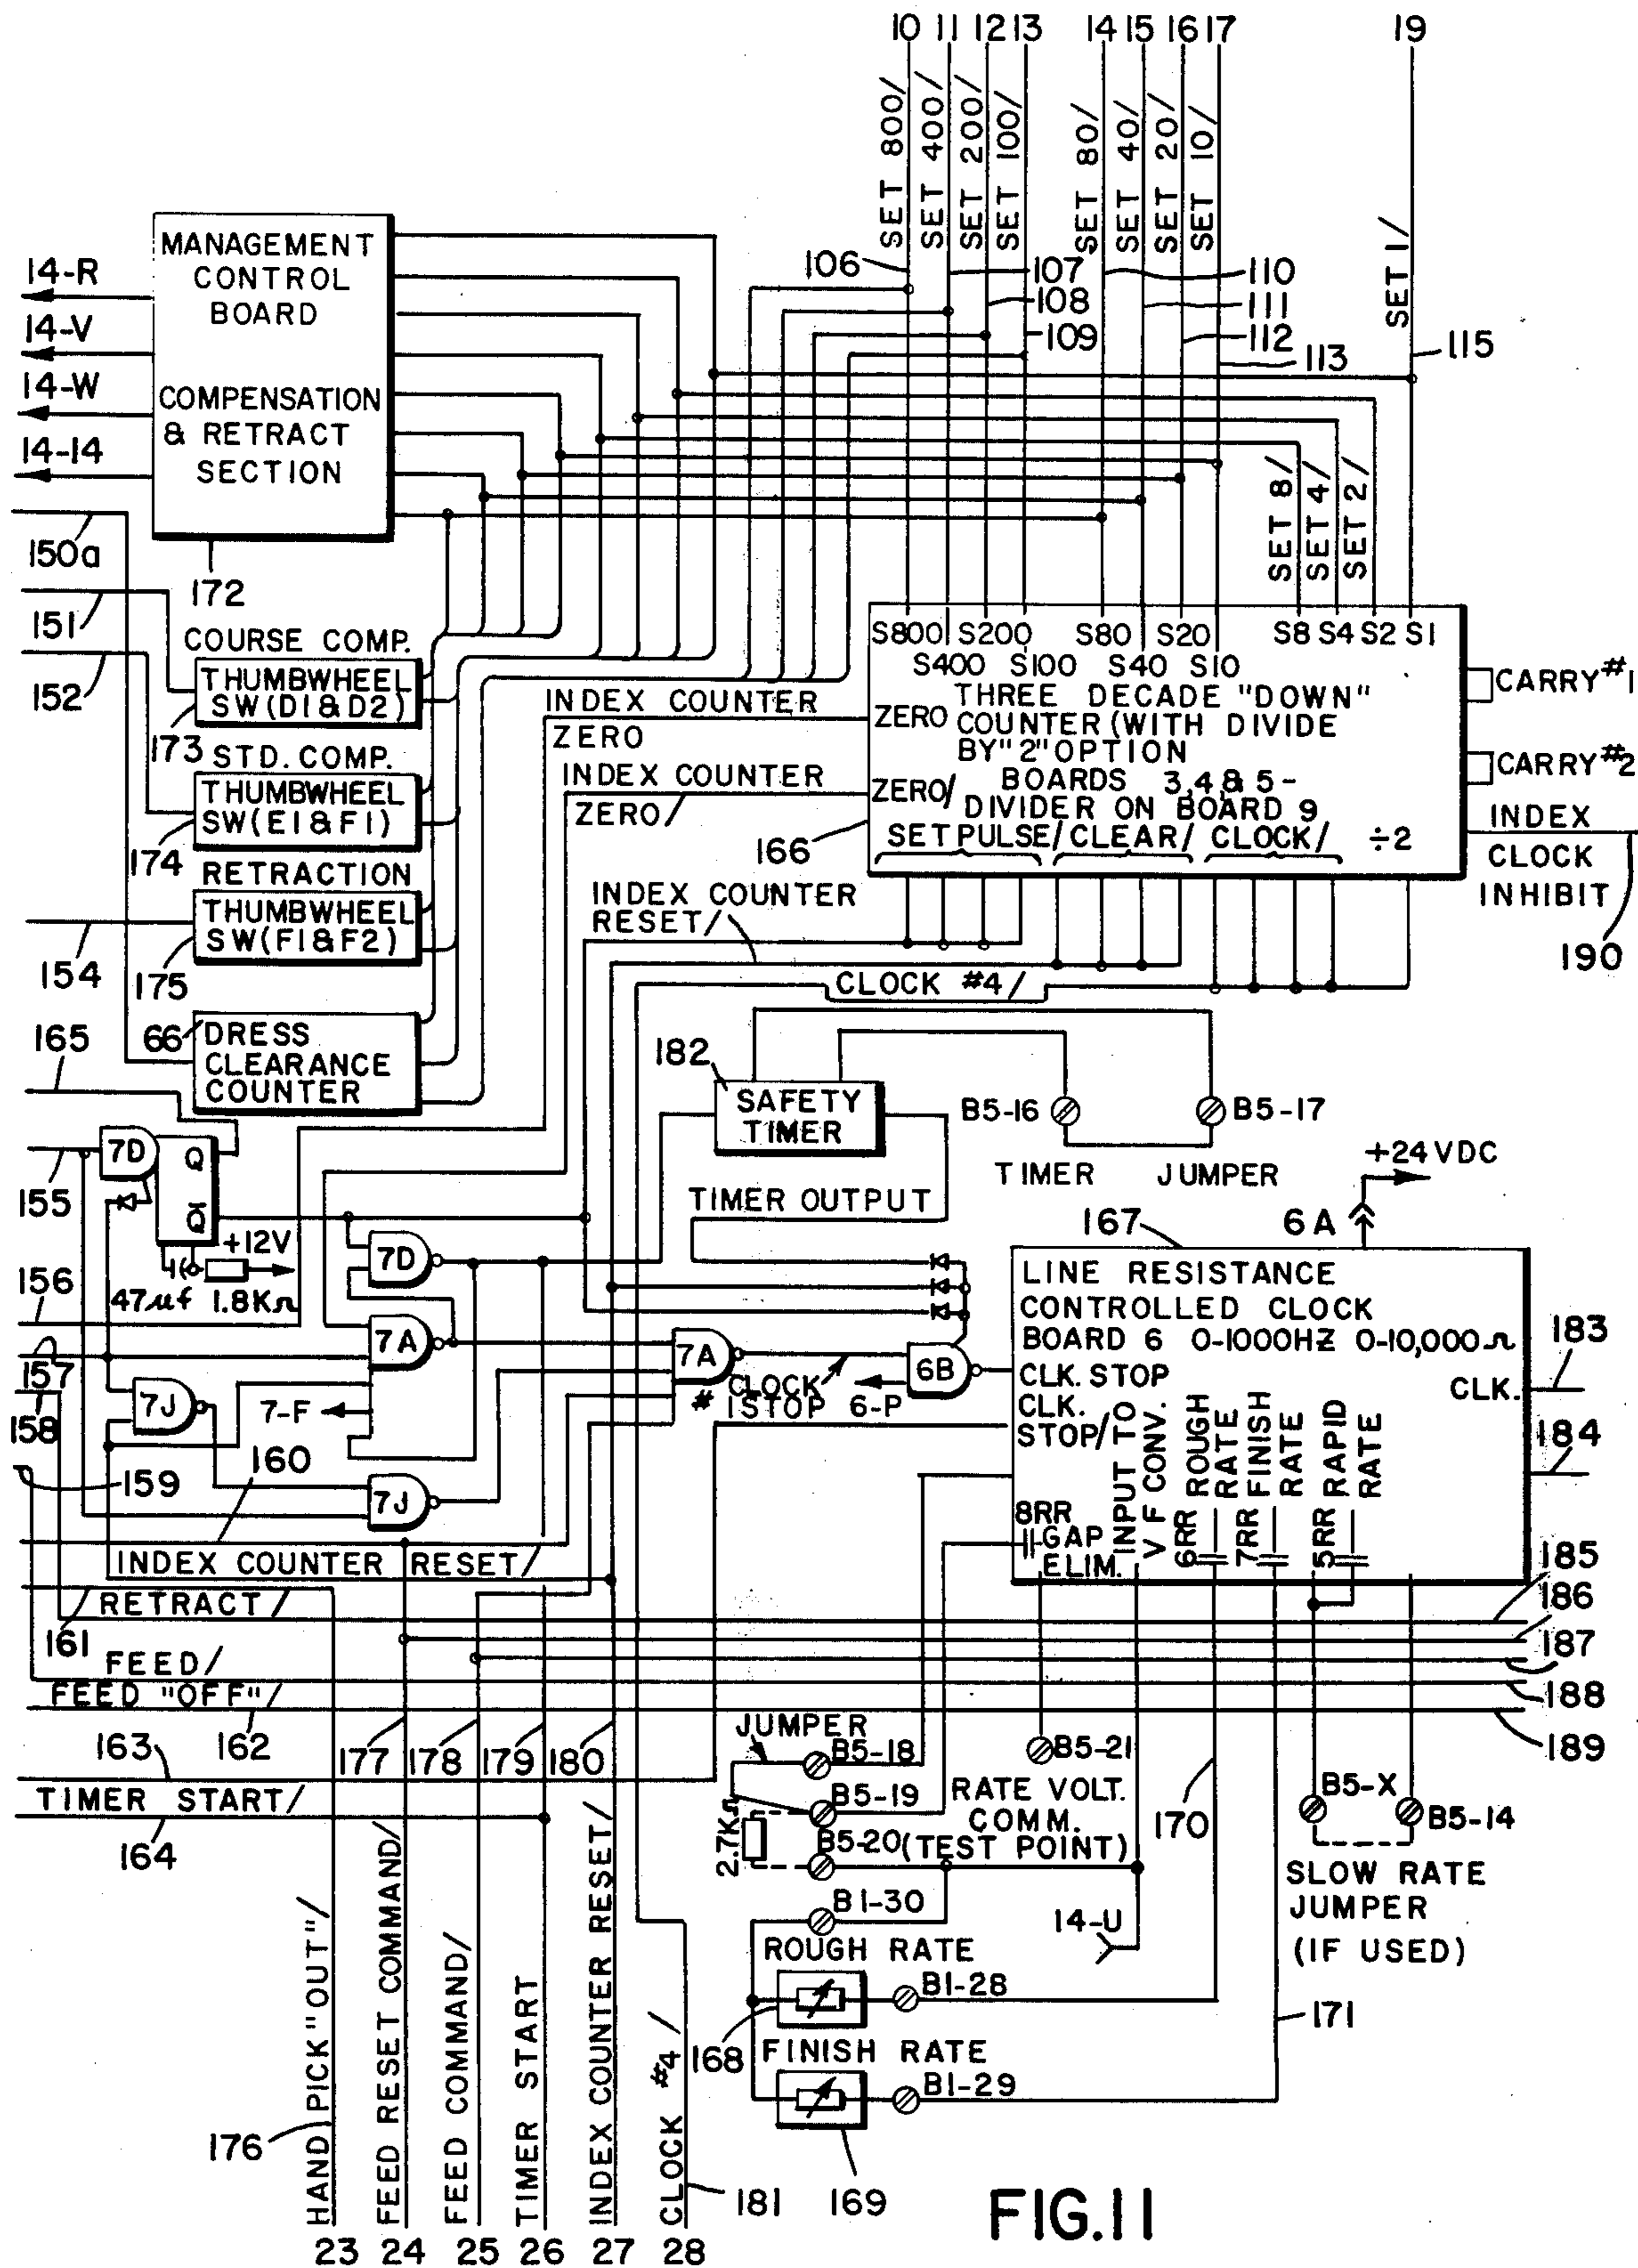 10 11 12 13 14 15 16 17 19
SET 800/
SET 400/
SET 200/
SET 100/
SET 80/
SET 40/
SET 20/
SET 10/
SET 1/
106
107
108
109
110
111
112
113
115
MANAGEMENT
CONTROL
BOARD
COMPENSATION
& RETRACT
SECTION
14-R
14-V
14-W
14-14
150a
172
151
152
SET 8/
SET 4/
SET 2/
S800 S200 S80 S20 S8 S4 S2 S1
S400 S100 S40 S10
THREE DECADE "DOWN"
COUNTER (WITH DIVIDE
BY "2" OPTION
BOARDS 3,4,& 5-
DIVIDER ON BOARD 9
SET PULSE/ CLEAR/ CLOCK/ ÷2
ZERO
ZERO/
166
CARRY #1
CARRY #2
INDEX
CLOCK
INHIBIT
190
INDEX COUNTER
ZERO
INDEX COUNTER
ZERO/
INDEX COUNTER
RESET/
CLOCK #4/
COURSE COMP.
THUMBWHEEL
SW(D1&D2)
173
STD. COMP.
THUMBWHEEL
SW(E1&F1)
174
RETRACTION
THUMBWHEEL
SW(F1&F2)
154
175
66
DRESS
CLEARANCE
COUNTER
165
182
SAFETY
TIMER
B5-16
B5-17
TIMER JUMPER
TIMER OUTPUT
155
7D
Q
Q̅
+12V
47μf 1.8KΩ
156
157
158
159
7D
7A
7J
7-F
7J
160
7A
CLOCK
# 1STOP
6-P
6B
+24VDC
6A
167
LINE RESISTANCE
CONTROLLED CLOCK
BOARD 6 0-1000HZ 0-10,000Ω
CLK. STOP
CLK.
STOP/
CLK.
INPUT TO
V F CONV.
6RR ROUGH
RATE
7RR FINISH
RATE
5RR RAPID
RATE
8RR
GAP
ELIM.
183
184
185
186
187
188
189
INDEX COUNTER RESET/
RETRACT/
161
FEED/
FEED "OFF"/
162
163
TIMER START/
164
177
178
179
180
JUMPER
B5-18
B5-19
B5-20 (TEST POINT)
2.7KΩ
B5-21
RATE VOLT.
COMM.
170
B5-X
B5-14
SLOW RATE
JUMPER
(IF USED)
B1-30
14-U
ROUGH RATE
B1-28
168
FINISH RATE
B1-29
169
171
HAND PICK "OUT"/
FEED RESET COMMAND/
FEED COMMAND/
TIMER START
INDEX COUNTER RESET/
CLOCK #4/
176
181
23 24 25 26 27 28
FIG.11